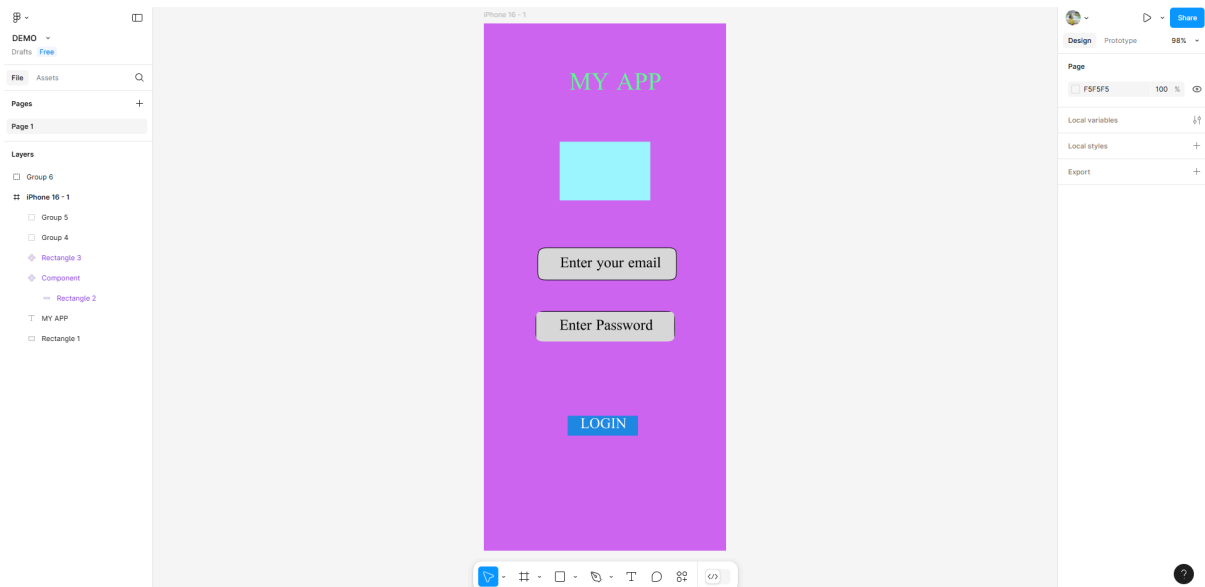 DEMO
Drafts Free
File Assets
Pages
Page 1
Layers
Group 6
iPhone 16 - 1
Group 5
Group 4
Rectangle 3
Component
Rectangle 2
T MY APP
Rectangle 1
iPhone 16 - 1
MY APP
Enter your email
Enter Password
LOGIN
Share
Design Prototype 98%
Page
F5F5F5 100 %
Local variables
Local styles
Export
T </>
?